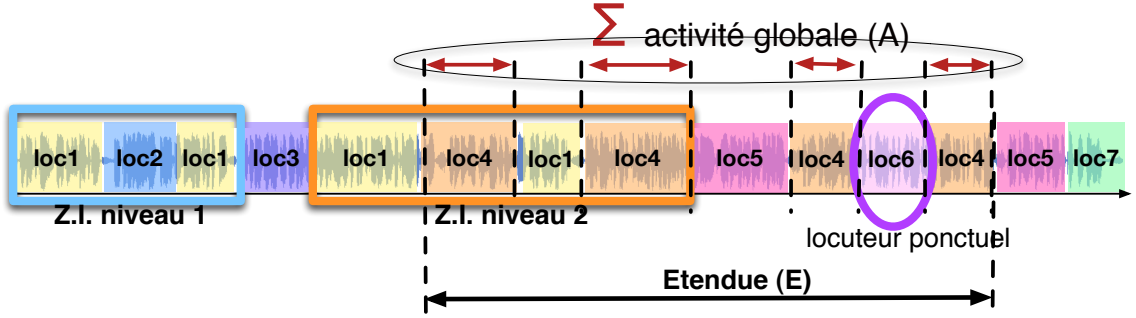 ∑ activité globale (A)
loc1 loc2 loc1 loc3 loc1 loc4 loc1 loc4 loc5 loc4 loc6 loc4 loc5 loc7
Z.I. niveau 1 Z.I. niveau 2
locuteur ponctuel
Etendue (E)